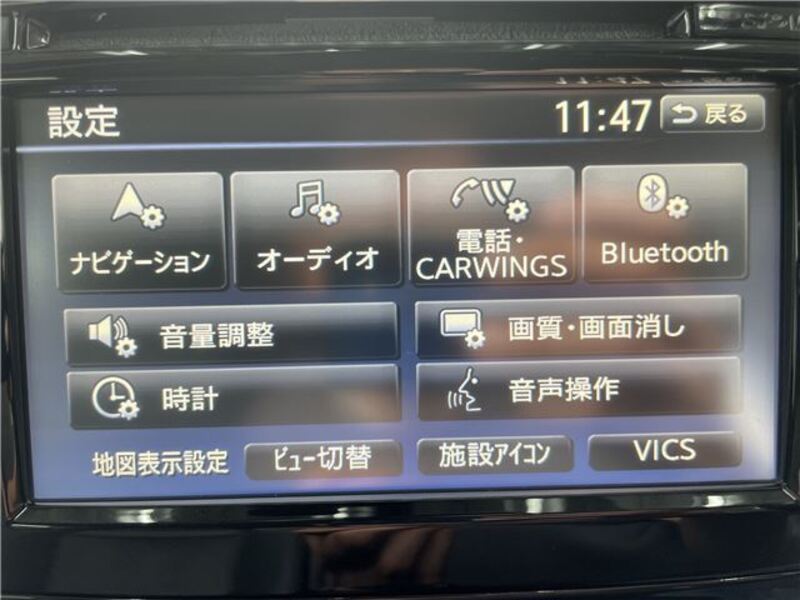 設定 11:47 戻る
ナビゲーション オーディオ 電話・ Bluetooth
CARWINGS
音量調整 画質・画面消し
時計 音声操作
地図表示設定 ビュー切替 施設アイコン VICS